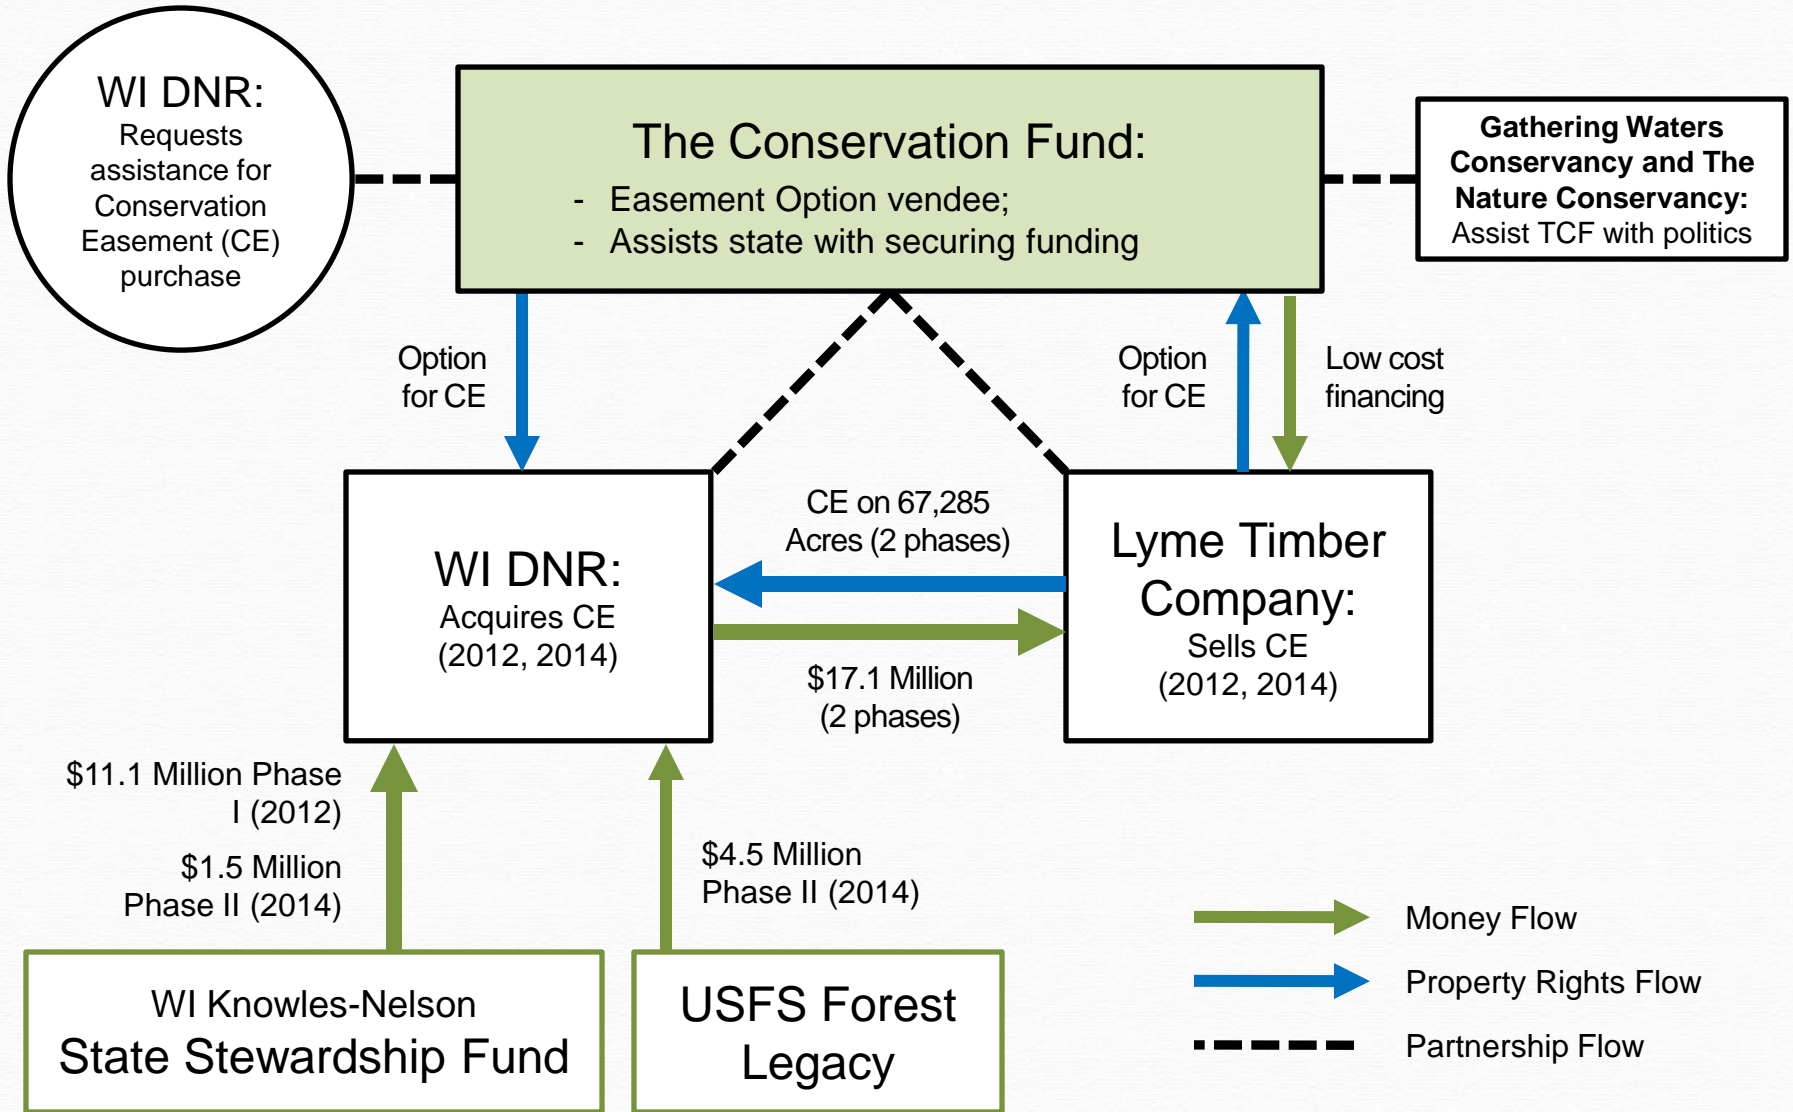 WI DNR:
Requests
assistance for
Conservation
Easement (CE)
purchase
The Conservation Fund:
- Easement Option vendee;
- Assists state with securing funding
Gathering Waters
Conservancy and The
Nature Conservancy:
Assist TCF with politics
Option
for CE
Option
for CE
Low cost
financing
WI DNR:
Acquires CE
(2012, 2014)
CE on 67,285
Acres (2 phases)
$17.1 Million
(2 phases)
Lyme Timber
Company:
Sells CE
(2012, 2014)
$11.1 Million Phase
I (2012)
$1.5 Million
Phase II (2014)
$4.5 Million
Phase II (2014)
WI Knowles-Nelson
State Stewardship Fund
USFS Forest
Legacy
Money Flow
Property Rights Flow
Partnership Flow